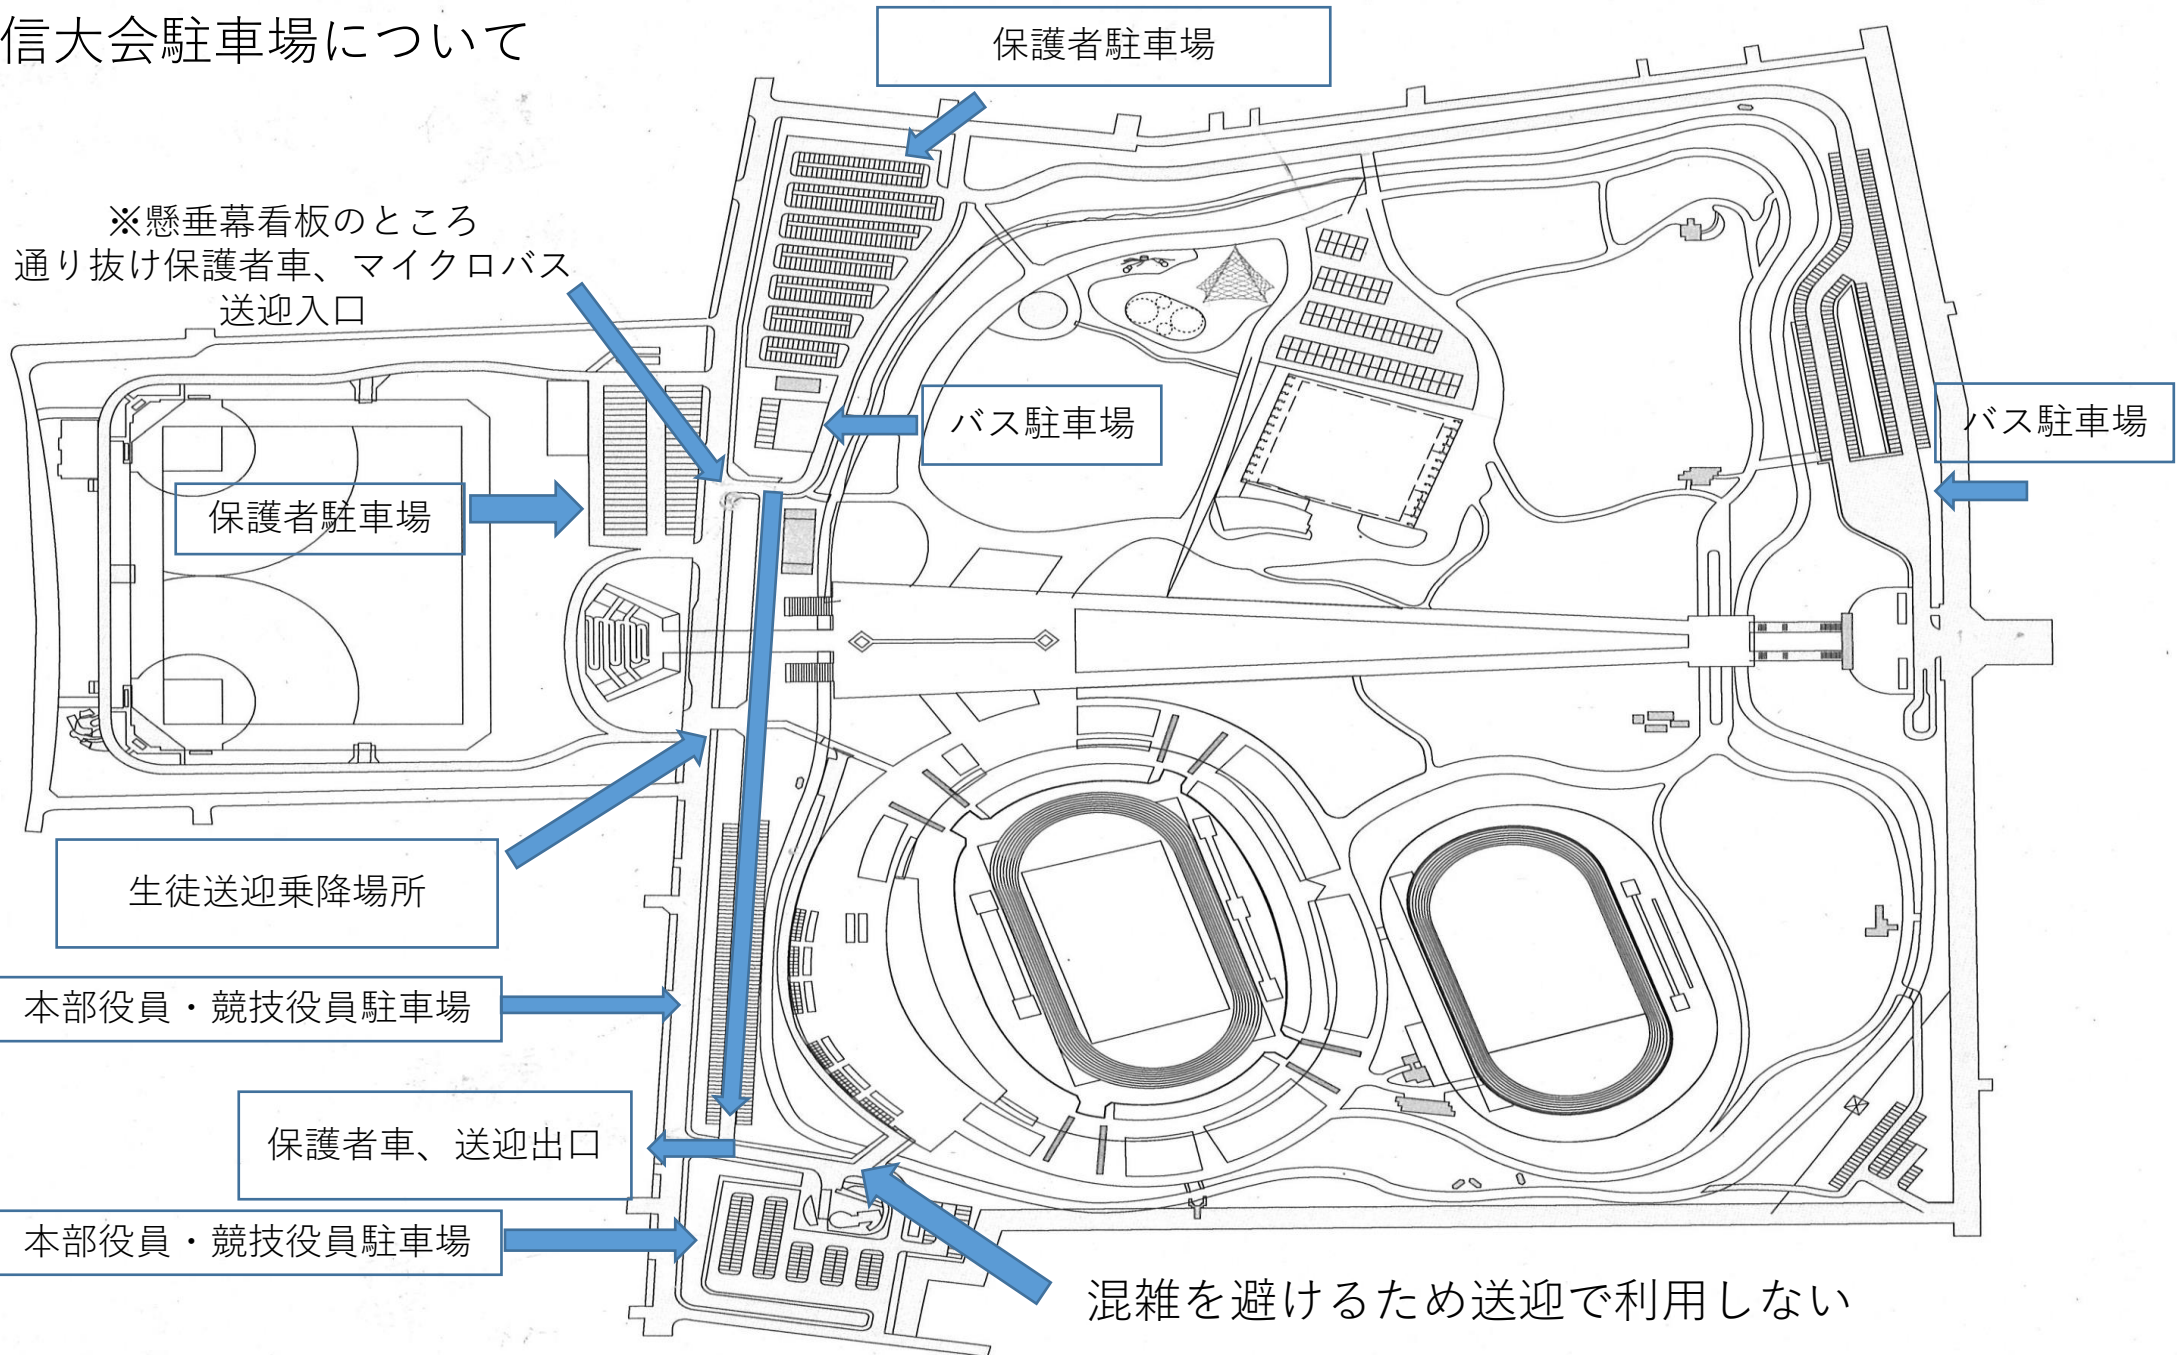 信大会駐車場について
保護者駐車場
※懸垂幕看板のところ
通り抜け保護者車、マイクロバス
送迎入口
バス駐車場
バス駐車場
保護者駐車場
生徒送迎乗降場所
本部役員・競技役員駐車場
保護者車、送迎出口
本部役員・競技役員駐車場
混雑を避けるため送迎で利用しない